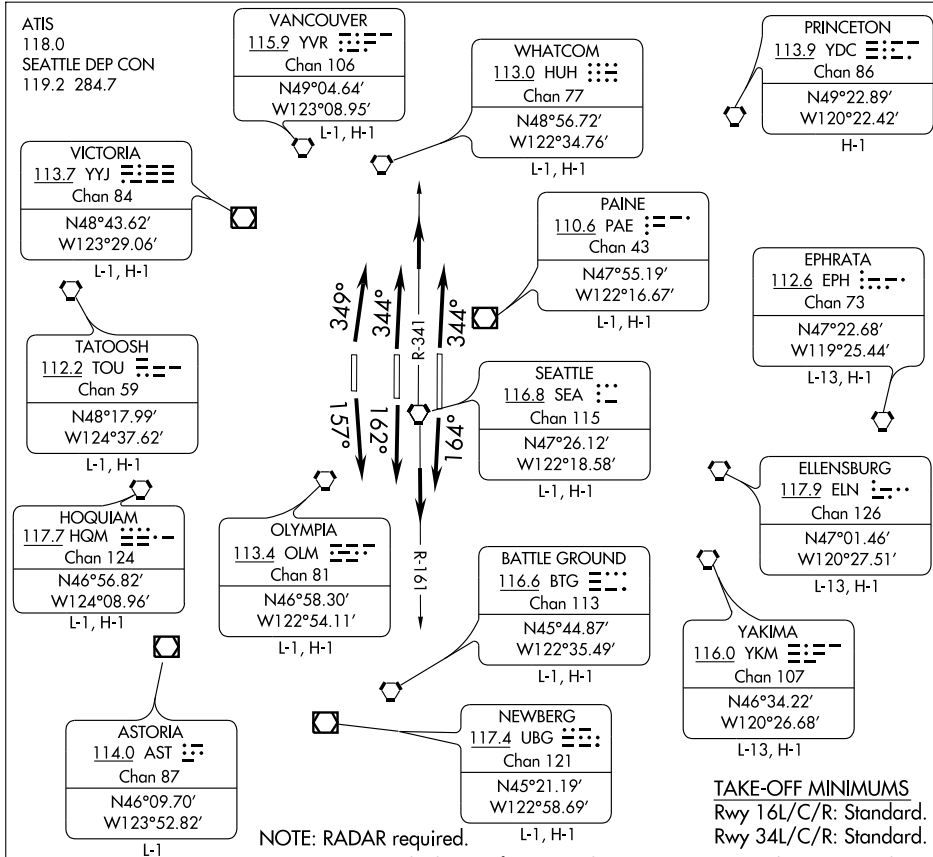 ATIS
118.0
SEATTLE DEP CON
119.2 284.7
VANCOUVER
115.9 YVR
Chan 106
N49°04.64′
W123°08.95′
L-1, H-1
WHATCOM
113.0 HUH
Chan 77
N48°56.72′
W122°34.76′
L-1, H-1
PRINCETON
113.9 YDC
Chan 86
N49°22.89′
W120°22.42′
H-1
VICTORIA
113.7 YYJ
Chan 84
N48°43.62′
W123°29.06′
L-1, H-1
PAINE
110.6 PAE
Chan 43
N47°55.19′
W122°16.67′
L-1, H-1
EPHRATA
112.6 EPH
Chan 73
N47°22.68′
W119°25.44′
L-13, H-1
349°
344°
R-341
344°
TATOOSH
112.2 TOU
Chan 59
N48°17.99′
W124°37.62′
L-1, H-1
SEATTLE
116.8 SEA
Chan 115
N47°26.12′
W122°18.58′
L-1, H-1
157°
162°
164°
R-161
HOQUIAM
117.7 HQM
Chan 124
N46°56.82′
W124°08.96′
L-1, H-1
OLYMPIA
113.4 OLM
Chan 81
N46°58.30′
W122°54.11′
L-1, H-1
ELLENSBURG
117.9 ELN
Chan 126
N47°01.46′
W120°27.51′
L-13, H-1
BATTLE GROUND
116.6 BTG
Chan 113
N45°44.87′
W122°35.49′
L-1, H-1
YAKIMA
116.0 YKM
Chan 107
N46°34.22′
W120°26.68′
L-13, H-1
ASTORIA
114.0 AST
Chan 87
N46°09.70′
W123°52.82′
L-1
NEWBERG
117.4 UBG
Chan 121
N45°21.19′
W122°58.69′
L-1, H-1
TAKE-OFF MINIMUMS
Rwy 16L/C/R: Standard.
Rwy 34L/C/R: Standard.
NOTE: RADAR required.